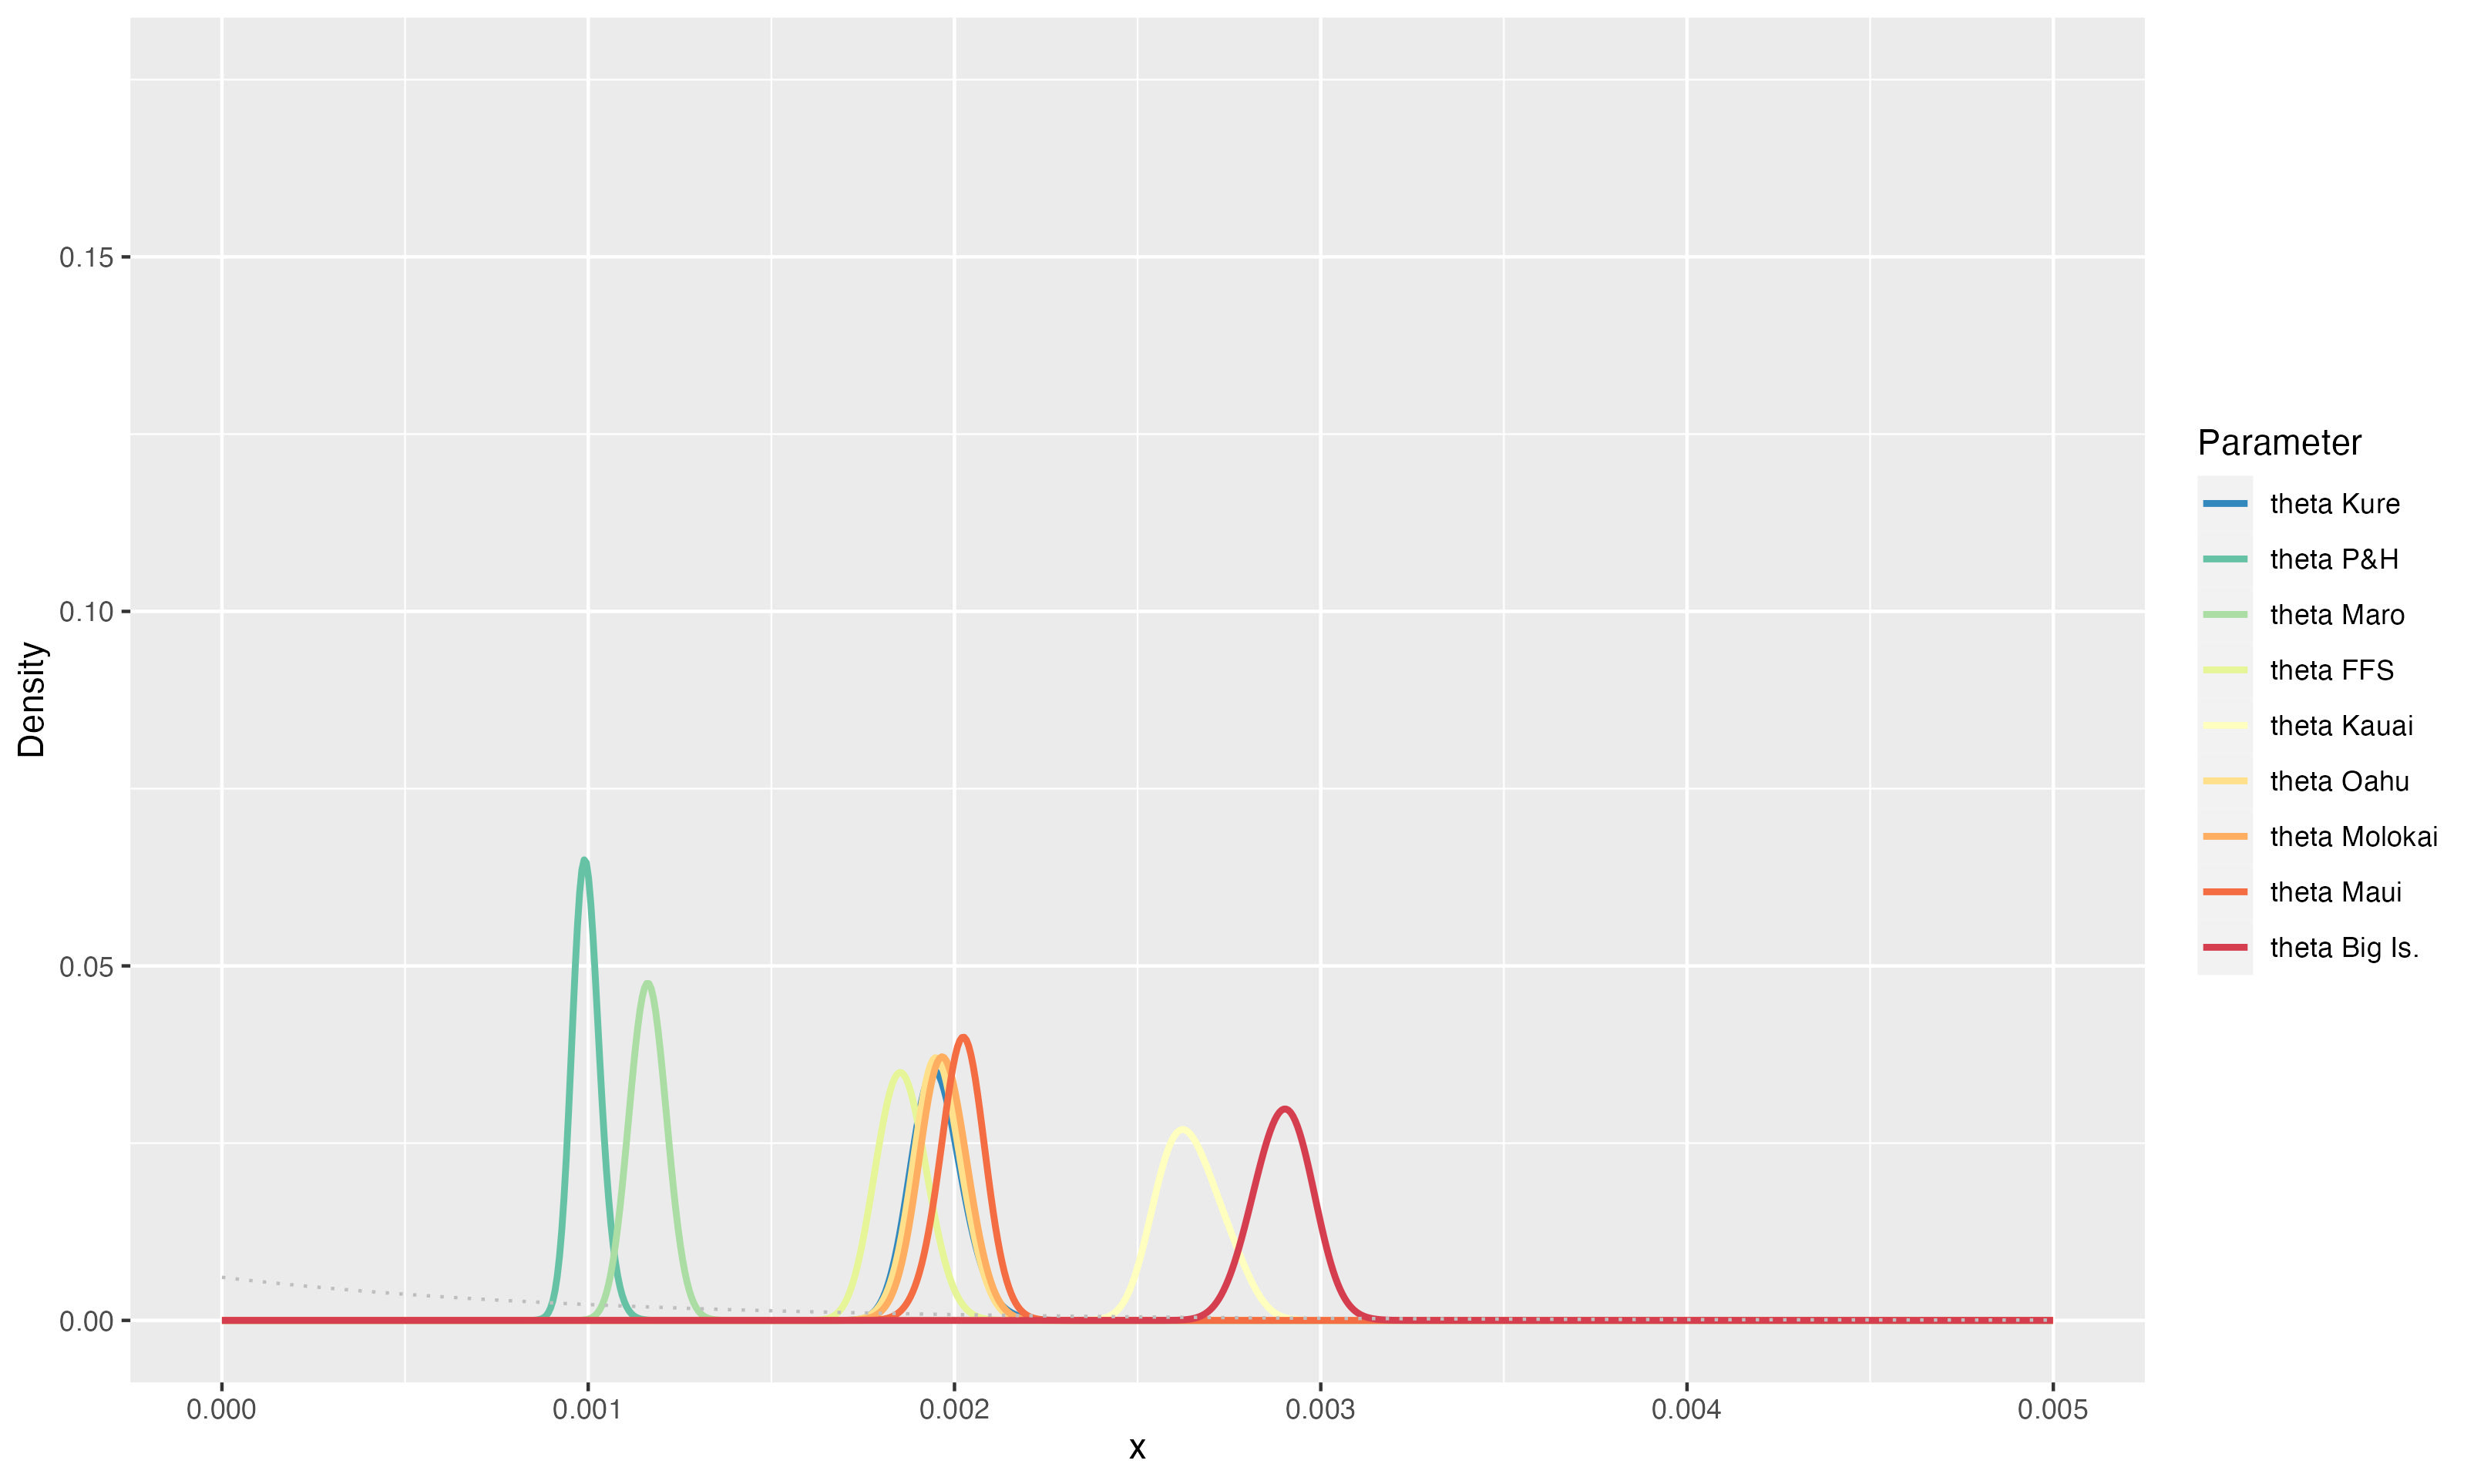 Density
0.15
0.10
0.05
0.00
0.000
0.001
0.002
0.003
0.004
0.005
x
Parameter
theta Kure
theta P&H
theta Maro
theta FFS
theta Kauai
theta Oahu
theta Molokai
theta Maui
theta Big Is.